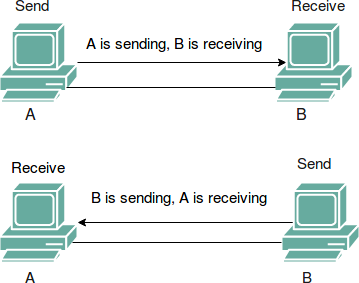 Send
Receive
A is sending, B is receiving
A
B
Receive
Send
B is sending, A is receiving
A
B